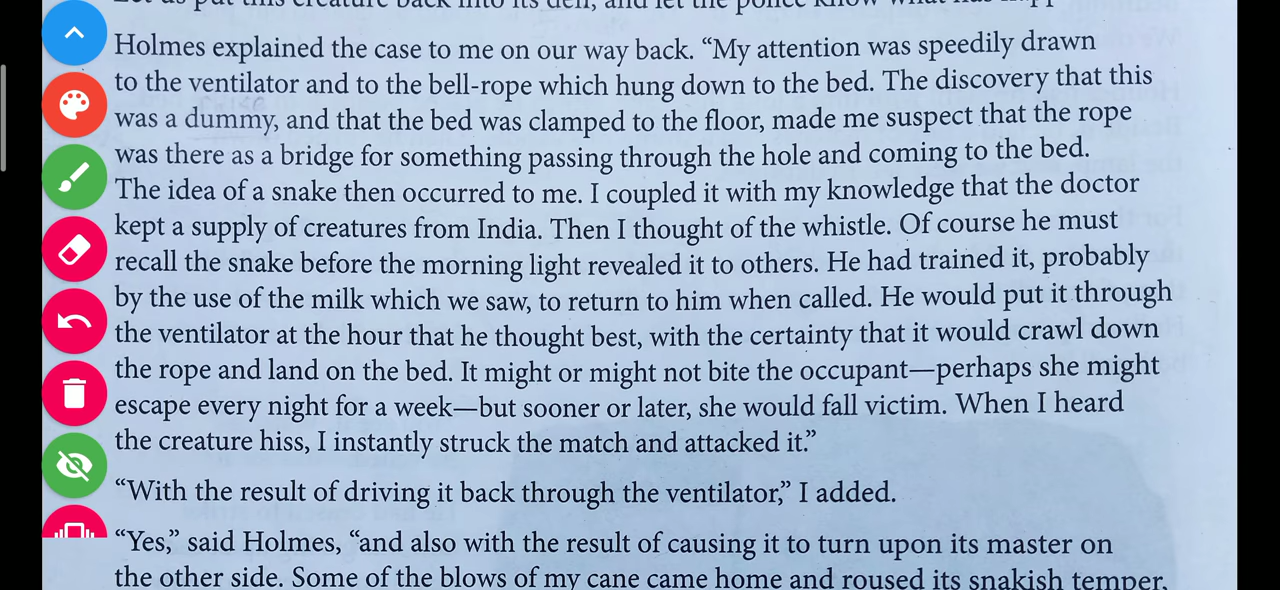 Holmes explained the case to me on our way back. “My attention was speedily drawn
to the ventilator and to the bell-rope which hung down to the bed. The discovery that this
was a dummy, and that the bed was clamped to the floor, made me suspect that the rope
was there as a bridge for something passing through the hole and coming to the bed.
The idea of a snake then occurred to me. I coupled it with my knowledge that the doctor
kept a supply of creatures from India. Then I thought of the whistle. Of course he must
recall the snake before the morning light revealed it to others. He had trained it, probably
by the use of the milk which we saw, to return to him when called. He would put it through
the ventilator at the hour that he thought best, with the certainty that it would crawl down
the rope and land on the bed. It might or might not bite the occupant—perhaps she might
escape every night for a week—but sooner or later, she would fall victim. When I heard
the creature hiss, I instantly struck the match and attacked it.”
“With the result of driving it back through the ventilator,” I added.
“Yes,” said Holmes, “and also with the result of causing it to turn upon its master on
the other side. Some of the blows of my cane came home and roused its snakish temper,